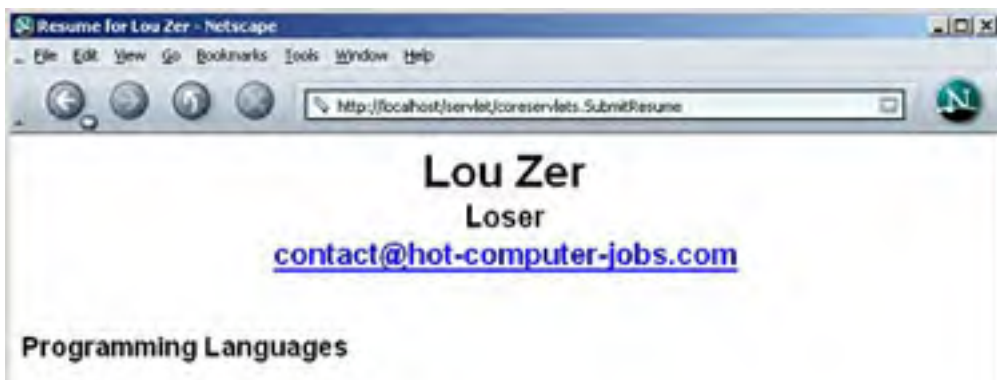 Resume for Lou Zer - Netscape
File Edit View Go Bookmarks Tools Window Help
http://localhost/servlet/coreservlets.SubmitResume
N
Lou Zer
Loser
contact@hot-computer-jobs.com
Programming Languages